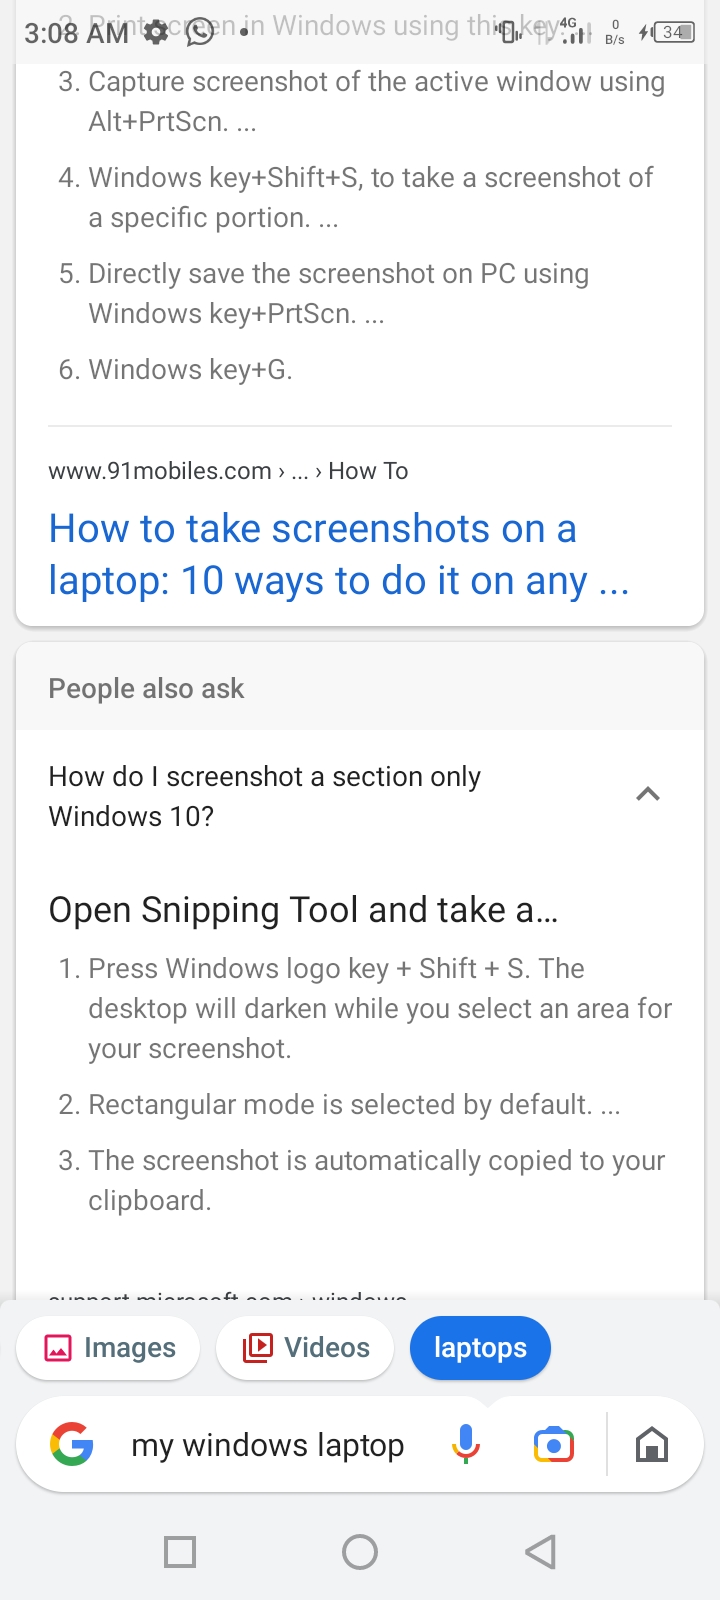 3:08 AM
4G
0
B/s
34
2. Print screen in Windows using this key. ...
3. Capture screenshot of the active window using
Alt+PrtScn. ...
4. Windows key+Shift+S, to take a screenshot of
a specific portion. ...
5. Directly save the screenshot on PC using
Windows key+PrtScn. ...
6. Windows key+G.
www.91mobiles.com › ... › How To
How to take screenshots on a
laptop: 10 ways to do it on any ...
People also ask
How do I screenshot a section only
Windows 10?
Open Snipping Tool and take a...
1. Press Windows logo key + Shift + S. The
desktop will darken while you select an area for
your screenshot.
2. Rectangular mode is selected by default. ...
3. The screenshot is automatically copied to your
clipboard.
support.microsoft.com › windows
Images
Videos
laptops
my windows laptop